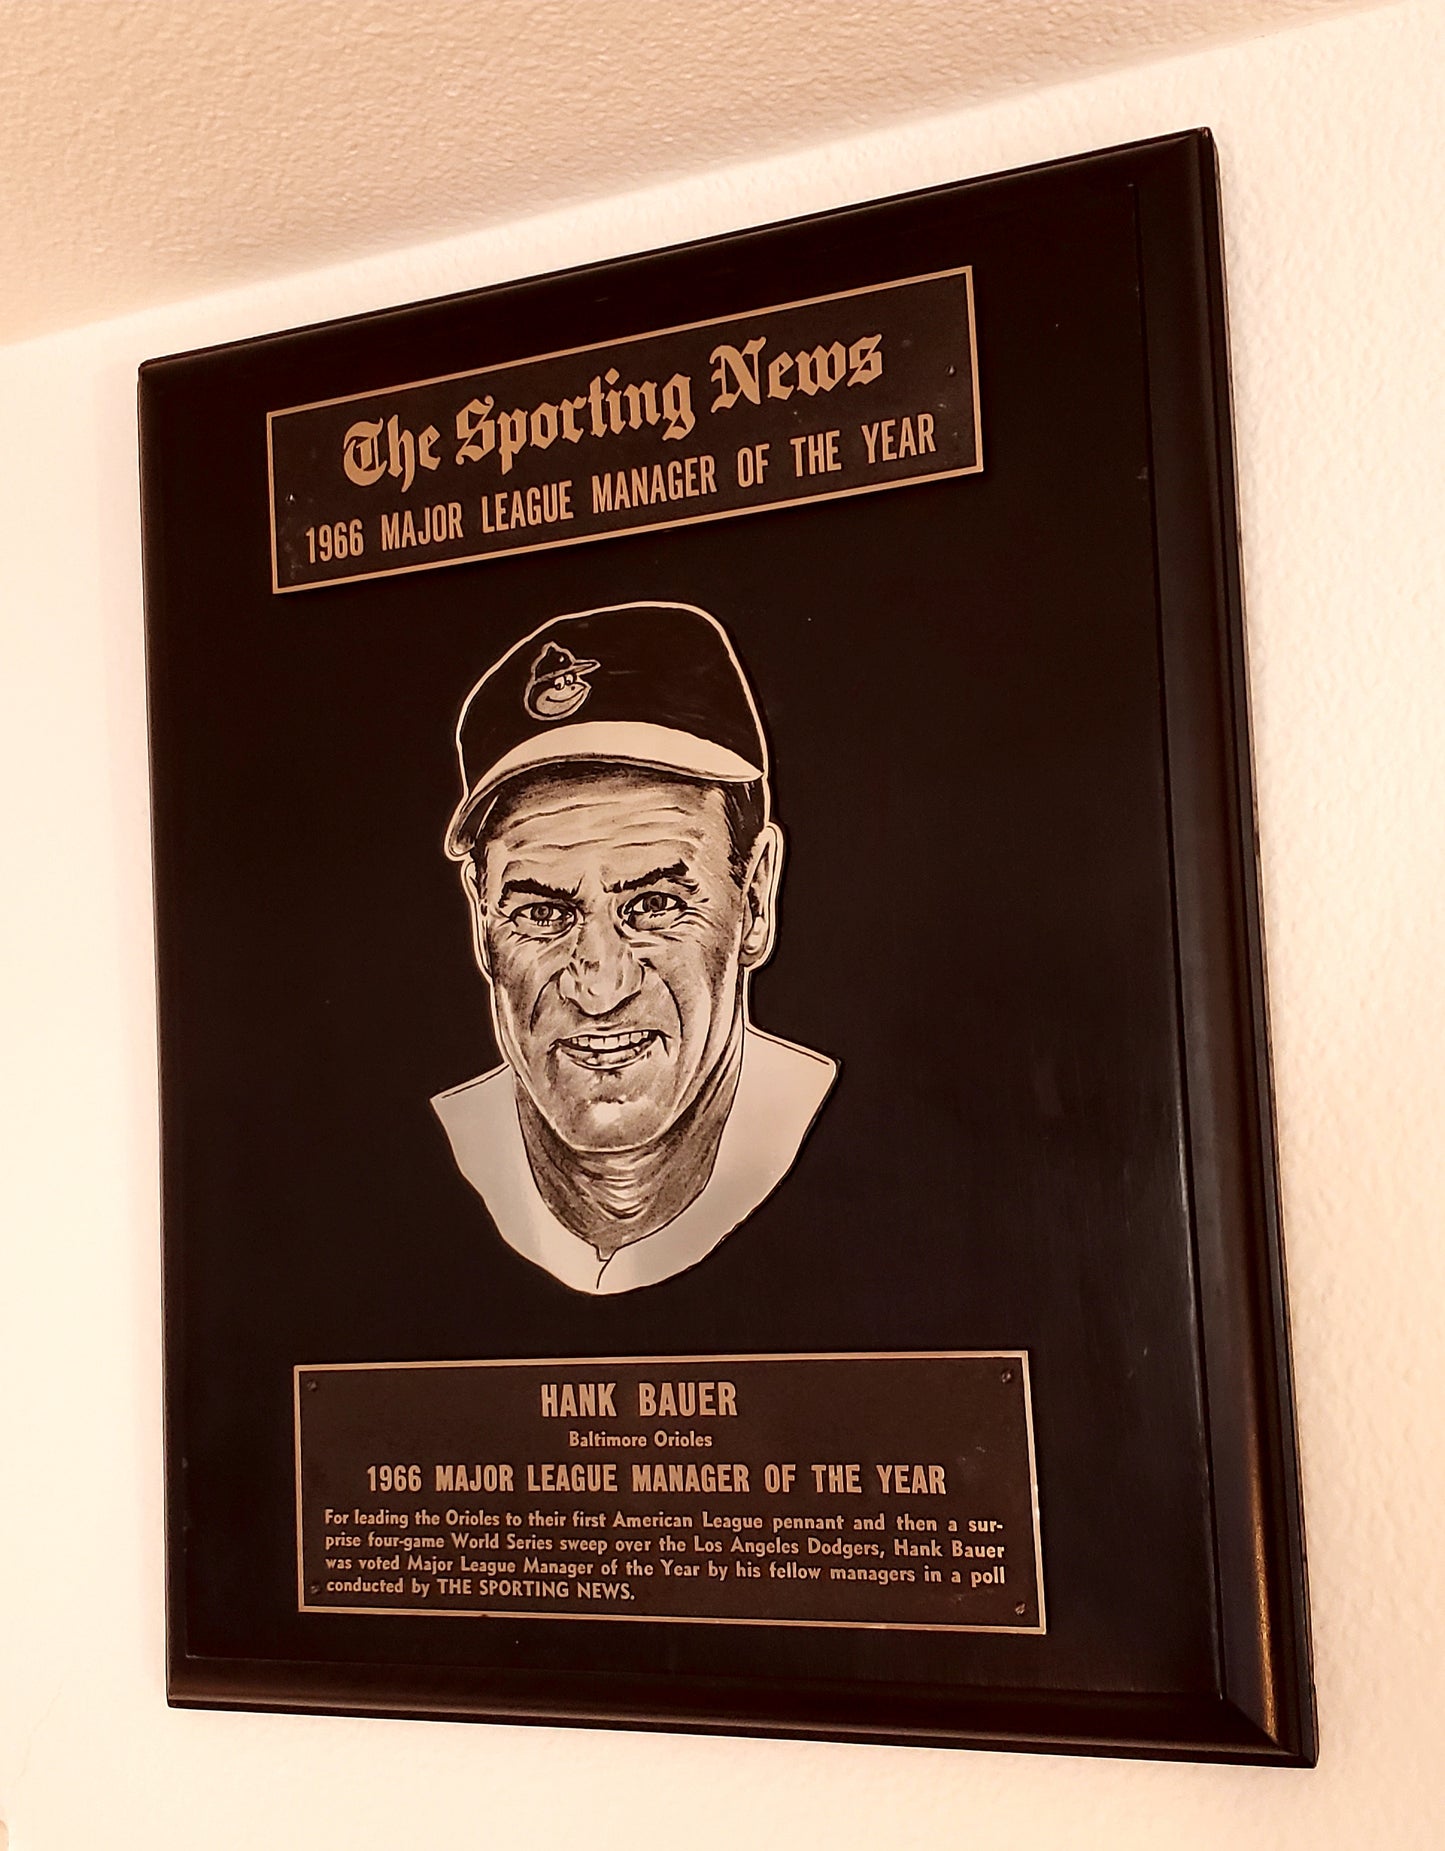 The Sporting News
1966 MAJOR LEAGUE MANAGER OF THE YEAR
HANK BAUER
Baltimore Orioles
1966 MAJOR LEAGUE MANAGER OF THE YEAR
For leading the Orioles to their first American League pennant and then a sur-
prise four-game World Series sweep over the Los Angeles Dodgers, Hank Bauer
was voted Major League Manager of the Year by his fellow managers in a poll
conducted by THE SPORTING NEWS.